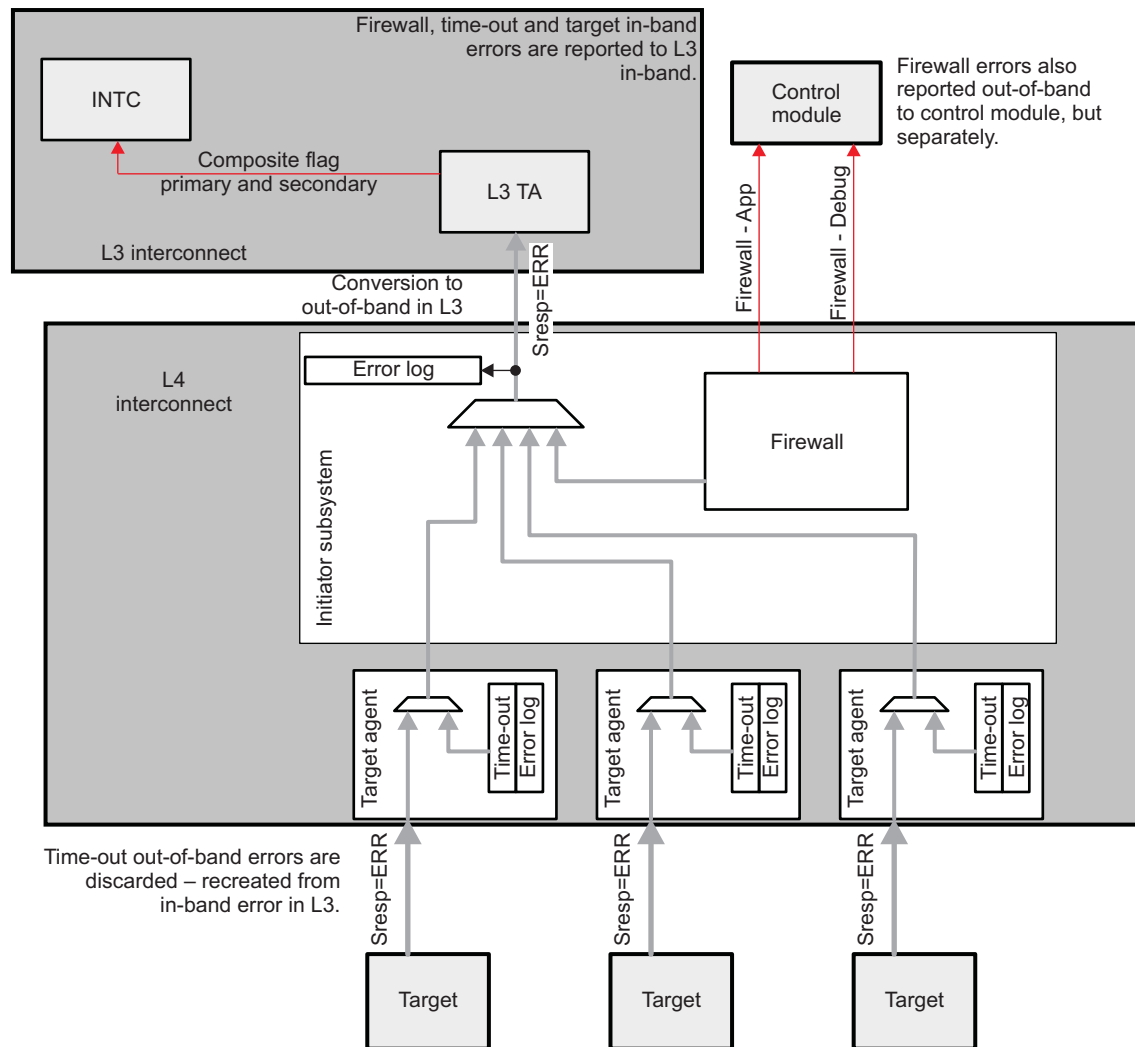 Firewall, time-out and target in-band
errors are reported to L3
in-band.
INTC
Composite flag
primary and secondary
L3 TA
L3 interconnect
Control
module
Firewall errors also
reported out-of-band
to control module, but
separately.
Firewall - App
Firewall - Debug
Conversion to
out-of-band in L3
Sresp=ERR
L4
interconnect
Error log
Initiator subsystem
Firewall
Target agent
Time-out
Error log
Target agent
Time-out
Error log
Target agent
Time-out
Error log
Time-out out-of-band errors are
discarded – recreated from
in-band error in L3.
Sresp=ERR
Sresp=ERR
Sresp=ERR
Target
Target
Target